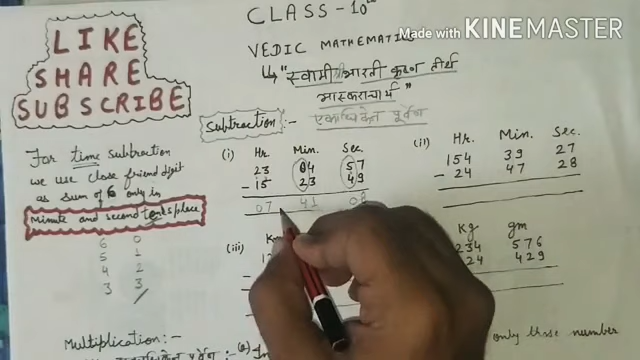 CLASS - 10th
Made with KINEMASTER
LIKE
SHARE
SUBSCRIBE
VEDIC MATHEMATICS
"स्वामी भारती कृष्ण तीर्थ
भास्कराचार्य"
Subtraction :-
एकाधिकेन पूर्वेण
For time subtraction
we use close friend digit
as sum of 6 only in
Minute and second tens place
6 0
5 1
4 2
3 3
(i) Hr. Min. Sec.
23 04 57
- 15 23 49
07 41 08
(ii) Hr. Min. Sec.
154 39 27
- 24 47 28
(iii)
Kg gm
234 576
24 429
Multiplication :-
only those number